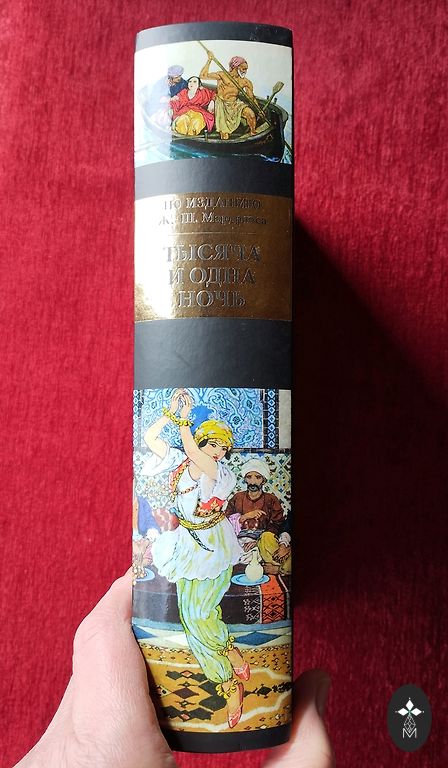 ПО ИЗДАНИЮ
Ж.-Ш. Мардрюса
ТЫСЯЧА
И ОДНА
НОЧЬ
М